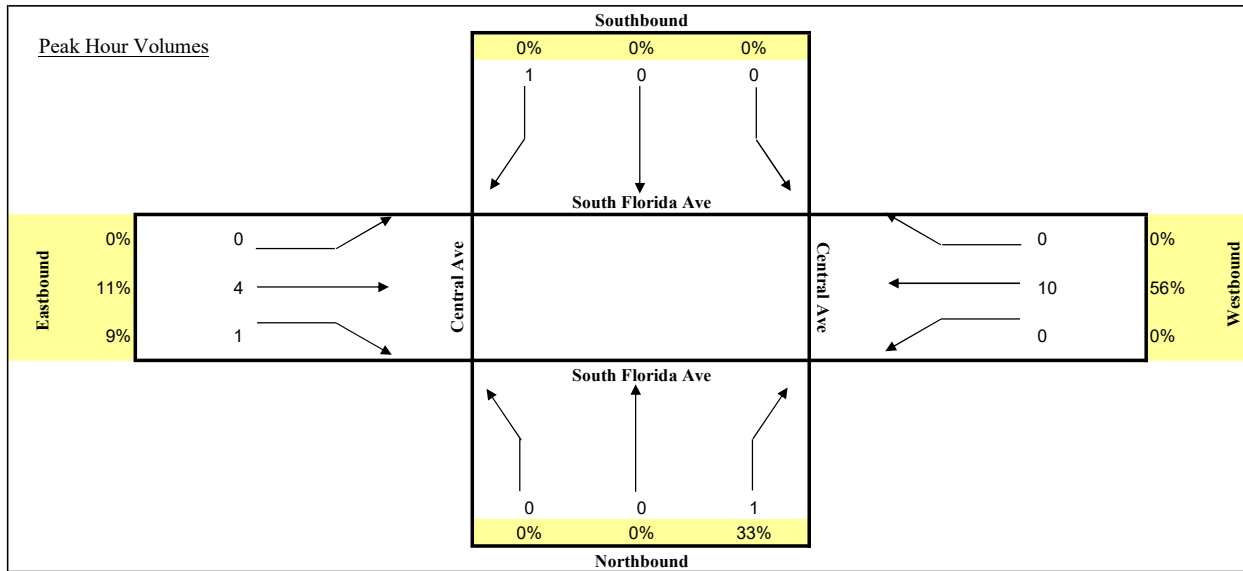 Southbound
Peak Hour Volumes
0% 0% 0%
1 0 0
South Florida Ave
Eastbound
0% 0
11% 4
9% 1
Central Ave
Central Ave
0 0%
10 56%
0 0%
Westbound
South Florida Ave
0 0 1
0% 0% 33%
Northbound